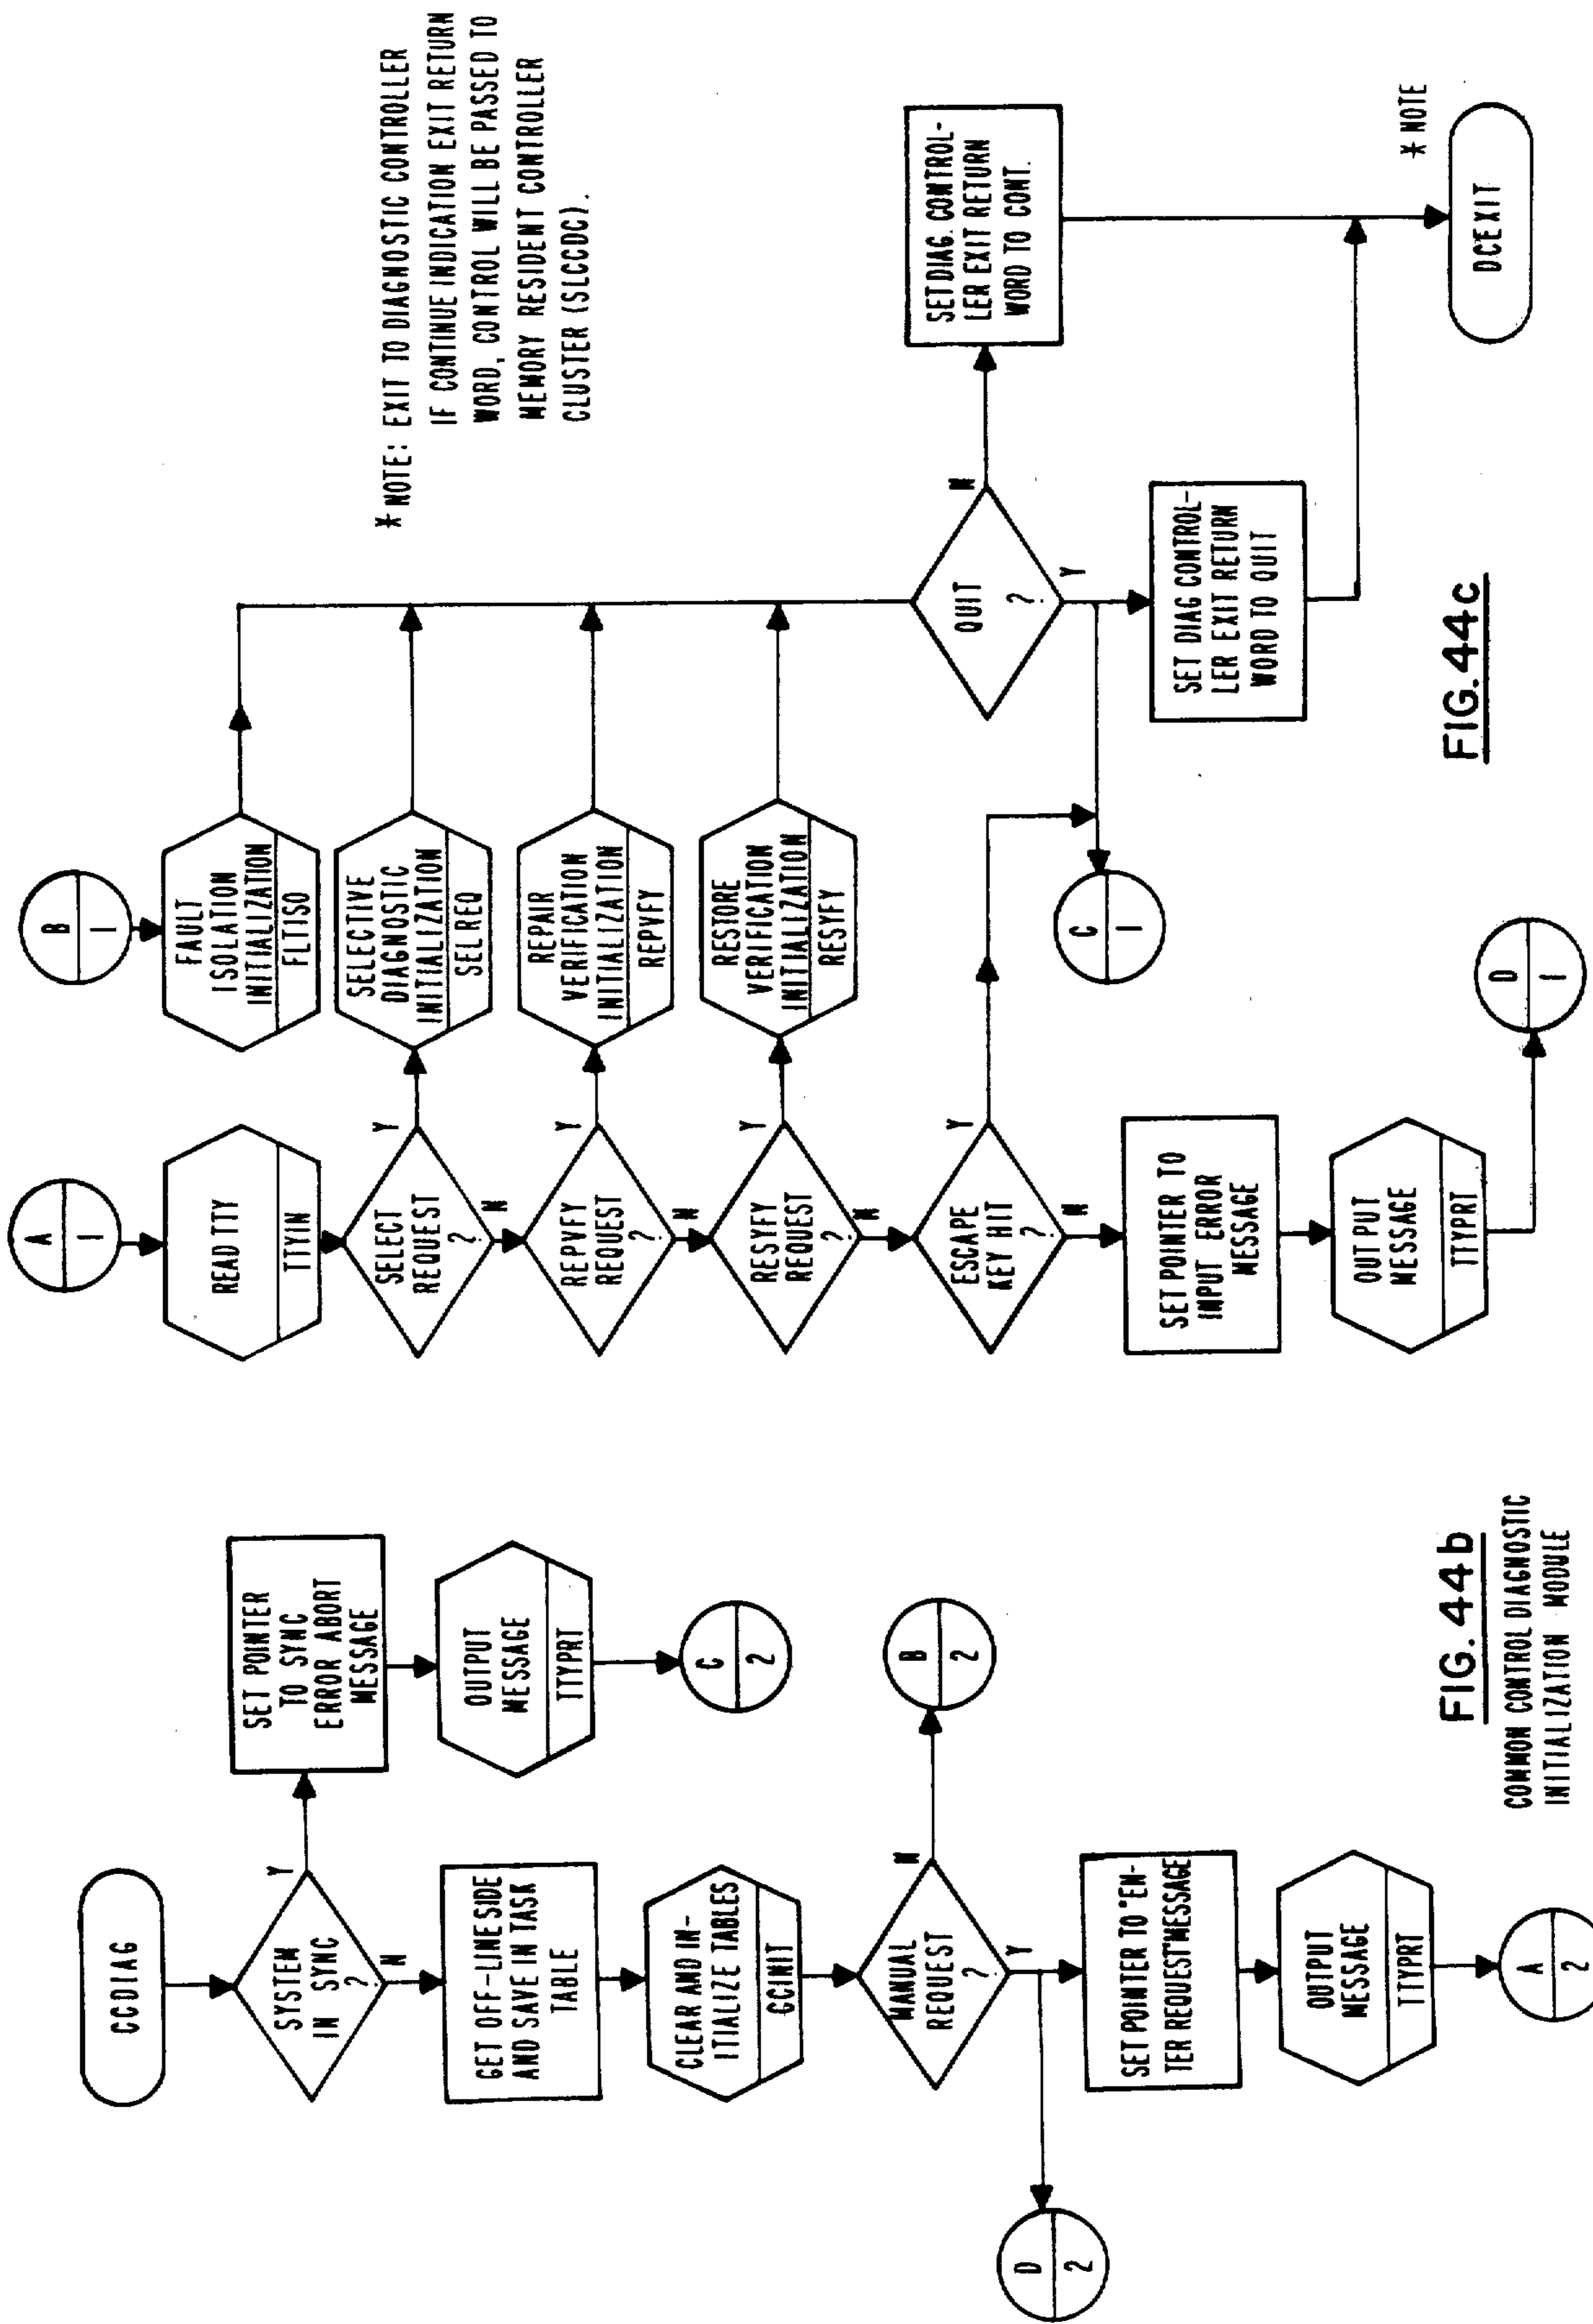 CCDIAG
SYSTEM
IN SYNC
?
Y
N
SET POINTER
TO SYNC
ERROR ABORT
MESSAGE
OUTPUT
MESSAGE
TTYPRT
C
2
GET OFF-LINE SIDE
AND SAVE IN TASK
TABLE
CLEAR AND IN-
ITIALIZE TABLES
CCINIT
MANUAL
REQUEST
?
N
Y
B
2
D
2
SET POINTER TO "EN-
TER REQUEST"MESSAGE
OUTPUT
MESSAGE
TTYPRT
A
2
FIG. 44b
COMMON CONTROL DIAGNOSTIC
INITIALIZATION MODULE
A
1
READ TTY
TTYIN
SELECT
REQUEST
?
Y
N
REPVFY
REQUEST
?
Y
N
RESYFY
REQUEST
?
Y
N
ESCAPE
KEY HIT
?
Y
N
SET POINTER TO
INPUT ERROR
MESSAGE
OUTPUT
MESSAGE
TTYPRT
D
1
B
1
FAULT
ISOLATION
INITIALIZATION
FLTISO
SELECTIVE
DIAGNOSTIC
INITIALIZATION
SELREQ
REPAIR
VERIFICATION
INITIALIZATION
REPVFY
RESTORE
VERIFICATION
INITIALIZATION
RESYFY
C
1
QUIT
?
N
Y
SET DIAG. CONTROL-
LER EXIT RETURN
WORD TO CONT.
SET DIAG CONTROL-
LER EXIT RETURN
WORD TO QUIT
* NOTE
DCEXIT
* NOTE: EXIT TO DIAGNOSTIC CONTROLLER
IF CONTINUE INDICATION EXIT RETURN
WORD, CONTROL WILL BE PASSED TO
MEMORY RESIDENT CONTROLLER
CLUSTER (SLCCDC).
FIG. 44c